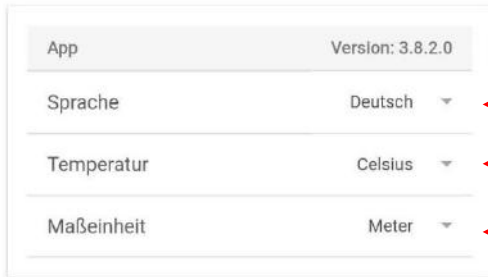 App Version: 3.8.2.0
Sprache Deutsch
Temperatur Celsius
Maßeinheit Meter